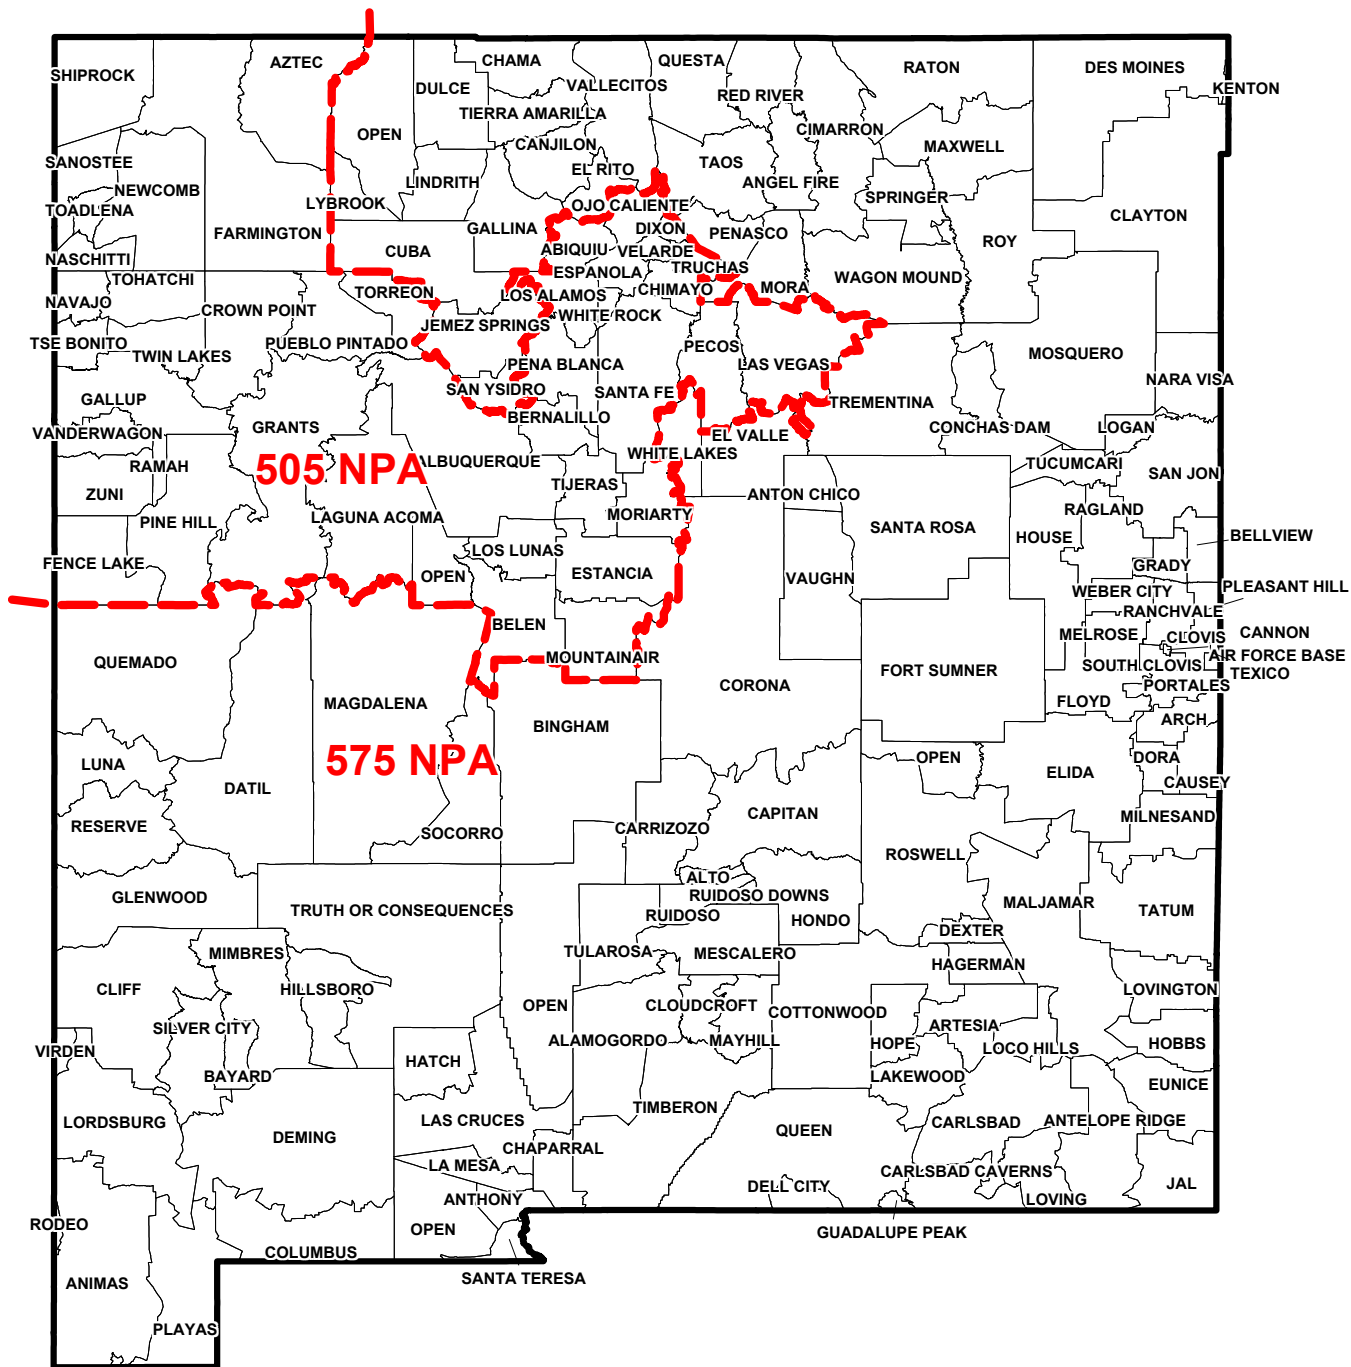 AZTEC
CHAMA
QUESTA
RATON
DES MOINES
SHIPROCK
DULCE
VALLECITOS
RED RIVER
KENTON
TIERRA AMARILLA
OPEN
CIMARRON
CANJILON
MAXWELL
SANOSTEE
TAOS
EL RITO
NEWCOMB
LINDRITH
ANGEL FIRE
SPRINGER
LYBROOK
OJO CALIENTE
TOADLENA
CLAYTON
FARMINGTON
GALLINA
DIXON
PENASCO
ROY
CUBA
ABIQUIU
VELARDE
NASCHITTI
TRUCHAS
ESPANOLA
WAGON MOUND
TOHATCHI
TORREON
CHIMAYO
MORA
LOS ALAMOS
NAVAJO
CROWN POINT
WHITE ROCK
JEMEZ SPRINGS
TSE BONITO
TWIN LAKES
PUEBLO PINTADO
PECOS
MOSQUERO
PENA BLANCA
LAS VEGAS
NARA VISA
SAN YSIDRO
SANTA FE
GALLUP
TREMENTINA
BERNALILLO
GRANTS
CONCHAS DAM
LOGAN
VANDERWAGON
EL VALLE
WHITE LAKES
ALBUQUERQUE
RAMAH
505 NPA
TUCUMCARI
SAN JON
ZUNI
TIJERAS
ANTON CHICO
RAGLAND
PINE HILL
LAGUNA ACOMA
MORIARTY
SANTA ROSA
HOUSE
BELLVIEW
LOS LUNAS
FENCE LAKE
OPEN
ESTANCIA
VAUGHN
GRADY
WEBER CITY
PLEASANT HILL
RANCHVALE
BELEN
MELROSE
CLOVIS
CANNON
AIR FORCE BASE
QUEMADO
MOUNTAINAIR
SOUTH CLOVIS
FORT SUMNER
TEXICO
CORONA
PORTALES
MAGDALENA
FLOYD
BINGHAM
ARCH
575 NPA
LUNA
OPEN
DORA
ELIDA
DATIL
CAUSEY
CAPITAN
MILNESAND
RESERVE
SOCORRO
CARRIZOZO
ROSWELL
ALTO
GLENWOOD
RUIDOSO DOWNS
MALJAMAR
TRUTH OR CONSEQUENCES
RUIDOSO
HONDO
TATUM
DEXTER
MIMBRES
TULAROSA
MESCALERO
HAGERMAN
CLIFF
HILLSBORO
LOVINGTON
OPEN
CLOUDCROFT
COTTONWOOD
SILVER CITY
ARTESIA
VIRDEN
ALAMOGORDO
MAYHILL
HOPE
LOCO HILLS
HOBBS
HATCH
BAYARD
LAKEWOOD
EUNICE
TIMBERON
LORDSBURG
LAS CRUCES
CARLSBAD
ANTELOPE RIDGE
DEMING
QUEEN
CHAPARRAL
LA MESA
CARLSBAD CAVERNS
DELL CITY
JAL
ANTHONY
LOVING
RODEO
OPEN
GUADALUPE PEAK
COLUMBUS
SANTA TERESA
ANIMAS
PLAYAS